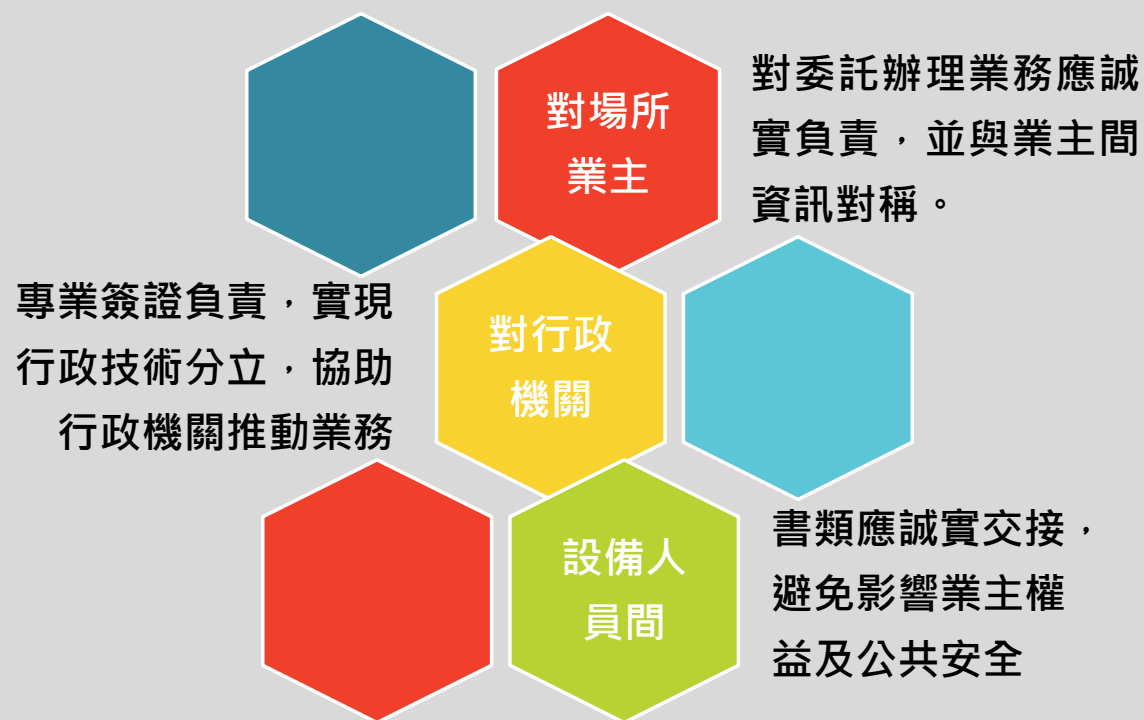 對場所
業主
對委託辦理業務應誠
實負責，並與業主間
資訊對稱。
專業簽證負責，實現
行政技術分立，協助
行政機關推動業務
對行政
機關
設備人
員間
書類應誠實交接，
避免影響業主權
益及公共安全